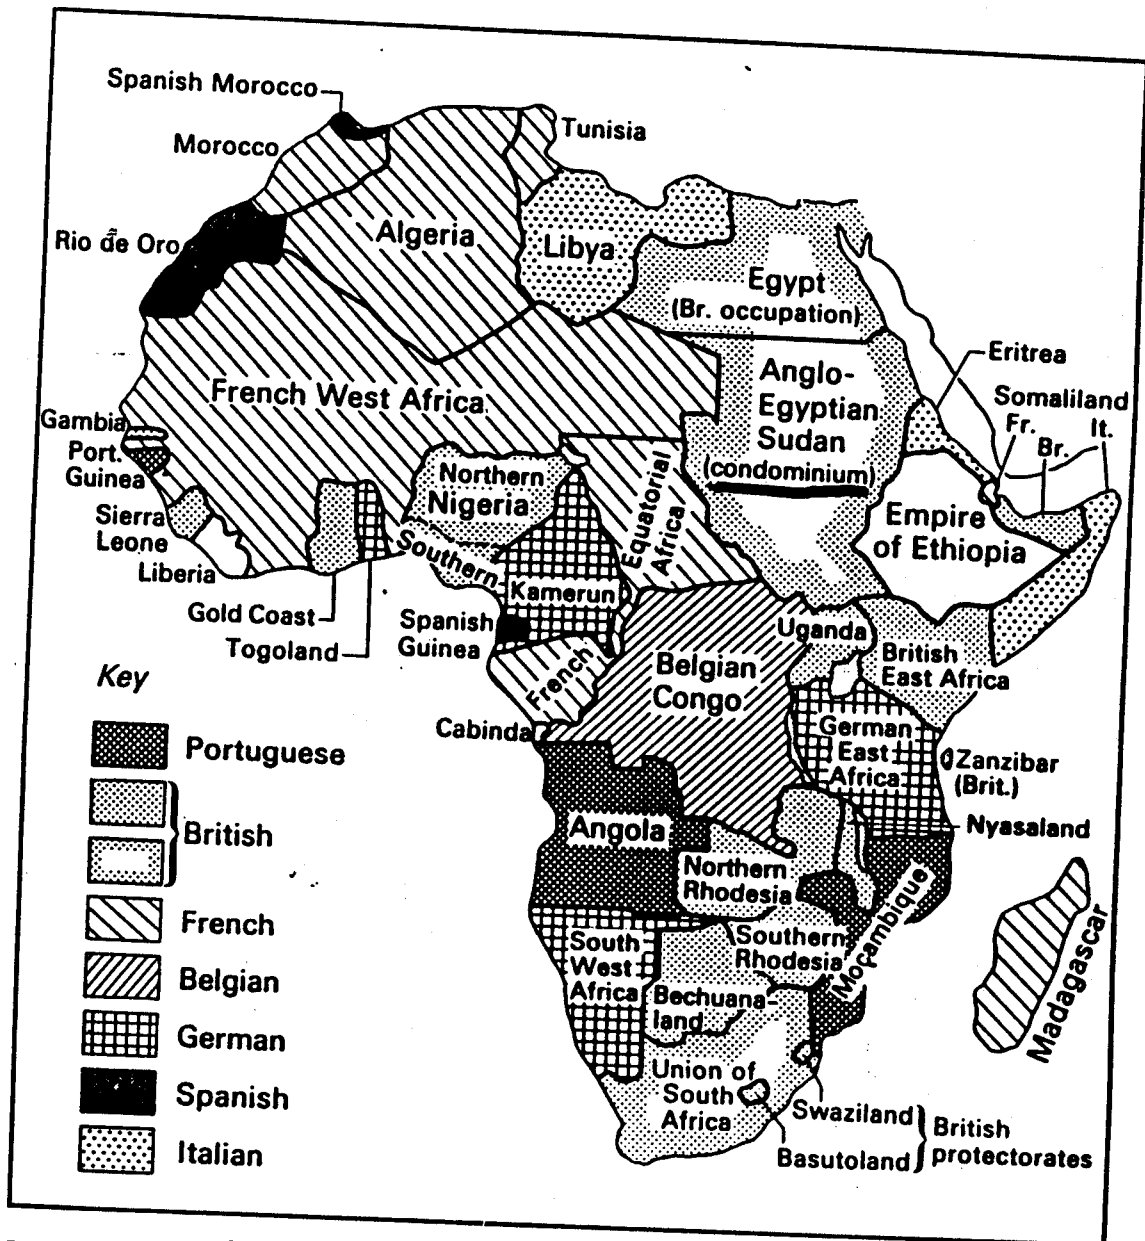 Spanish Morocco
Morocco
Tunisia
Rio de Oro
Algeria
Libya
Egypt
(Br. occupation)
Eritrea
Anglo-
Egyptian
Sudan
(condominium)
Somaliland
Fr.
Br.
It.
French West Africa
Gambia
Port.
Guinea
Sierra
Leone
Liberia
Northern
Nigeria
Southern
Equatorial
Africa
Empire
of Ethiopia
Gold Coast
Togoland
Kamerun
Spanish
Guinea
French
Uganda
British
East Africa
Belgian
Congo
Cabinda
German
East
Africa
Zanzibar
(Brit.)
Nyasaland
Angola
Northern
Rhodesia
Moçambique
Southern
Rhodesia
South
West
Africa
Bechuana-
land
Madagascar
Union of
South
Africa
Swaziland
Basutoland
British
protectorates
Key
Portuguese
British
French
Belgian
German
Spanish
Italian